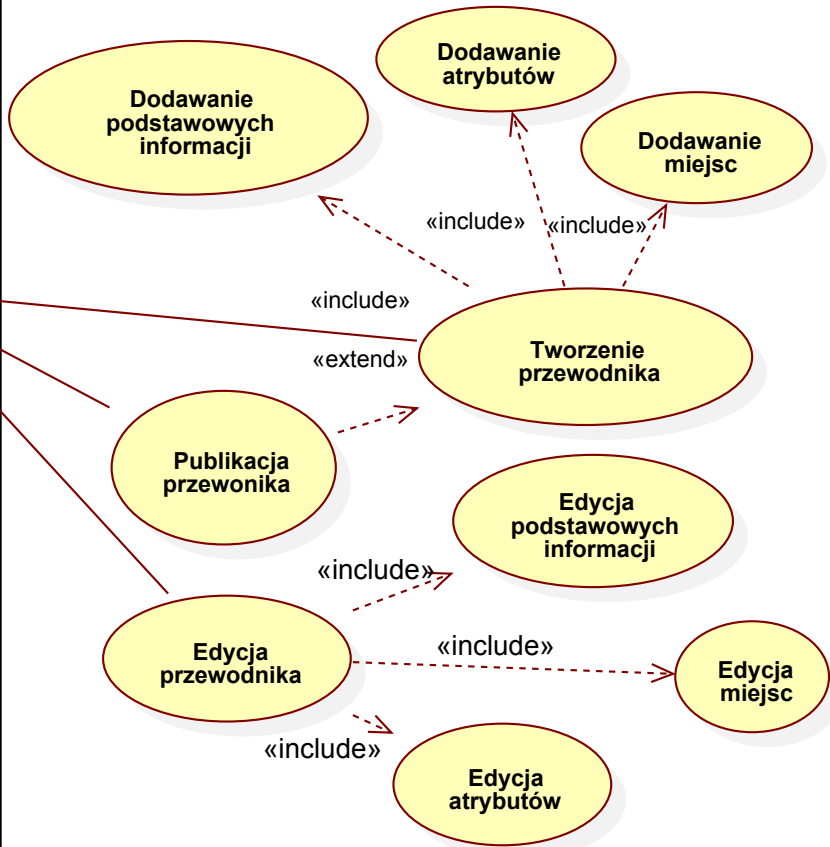 Dodawanie
atrybutów
Dodawanie
podstawowych
informacji
Dodawanie
miejsc
«include»
«include»
«include»
«extend»
Tworzenie
przewodnika
Publikacja
przewonika
Edycja
podstawowych
informacji
«include»
Edycja
przewodnika
«include»
Edycja
miejsc
«include»
Edycja
atrybutów